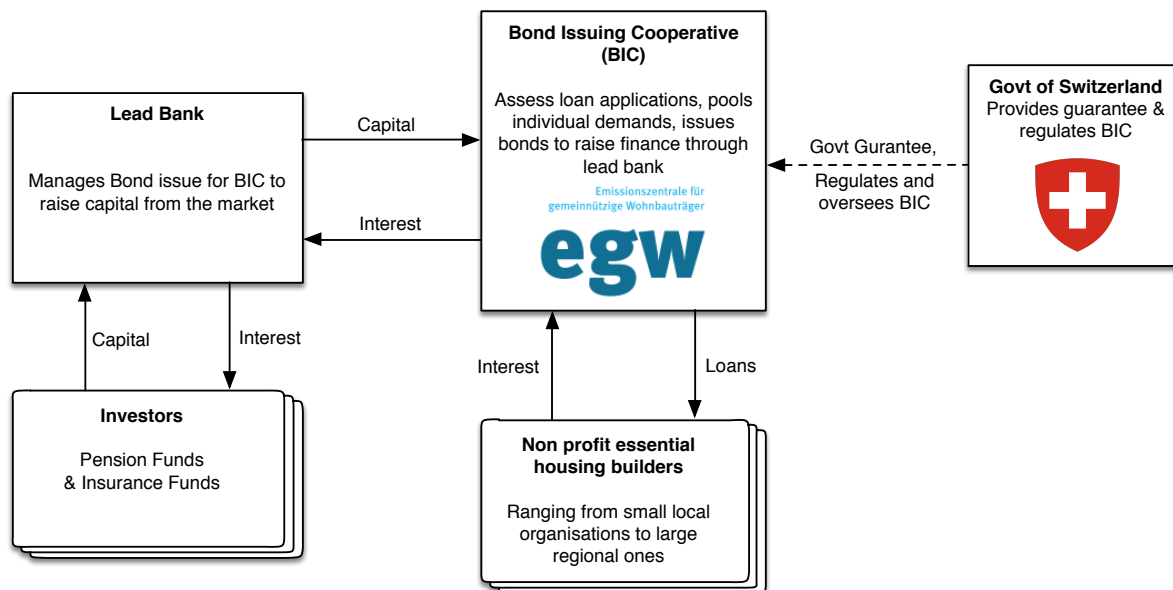 Lead Bank
Manages Bond issue for BIC to
raise capital from the market
Capital
Interest
Bond Issuing Cooperative
(BIC)
Assess loan applications, pools
individual demands, issues
bonds to raise finance through
lead bank
Emissionszentrale für
gemeinnützige Wohnbauträger
egw
Govt Gurantee,
Regulates and
oversees BIC
Govt of Switzerland
Provides guarantee &
regulates BIC
Capital
Interest
Interest
Loans
Investors
Pension Funds
& Insurance Funds
Non profit essential
housing builders
Ranging from small local
organisations to large
regional ones